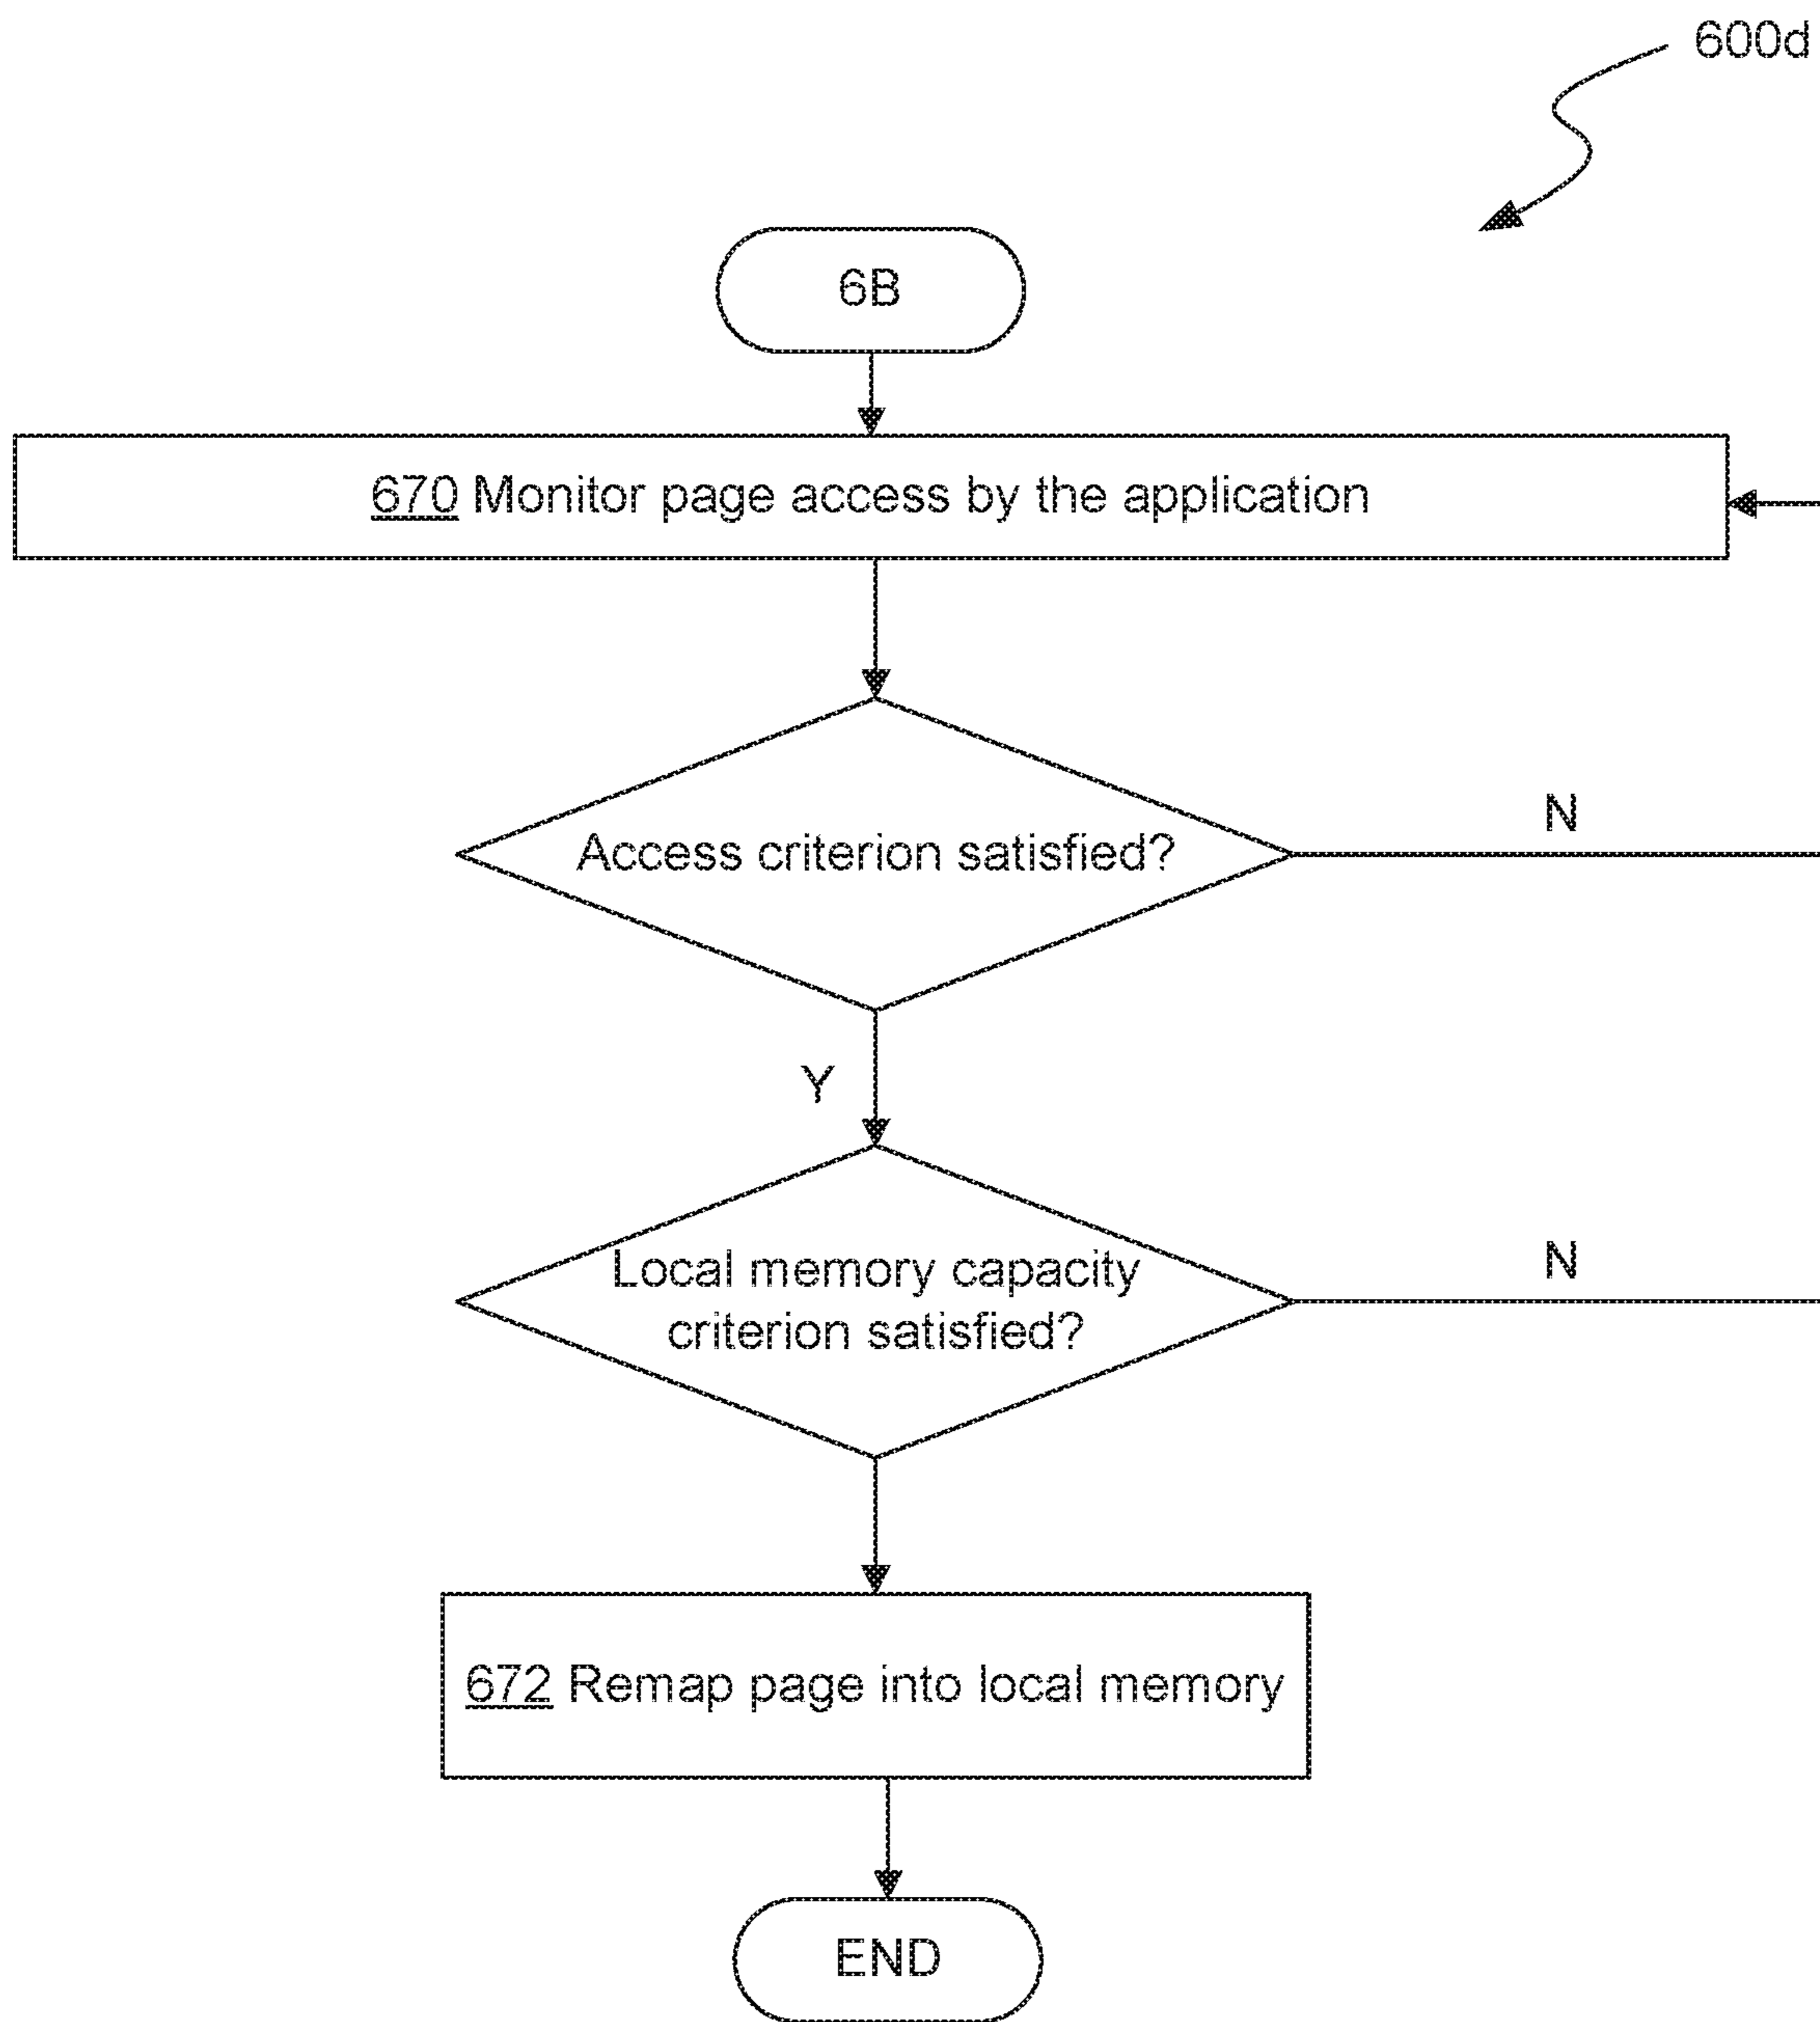 600d
6B
670 Monitor page access by the application
Access criterion satisfied?
N
Y
Local memory capacity
criterion satisfied?
N
672 Remap page into local memory
END